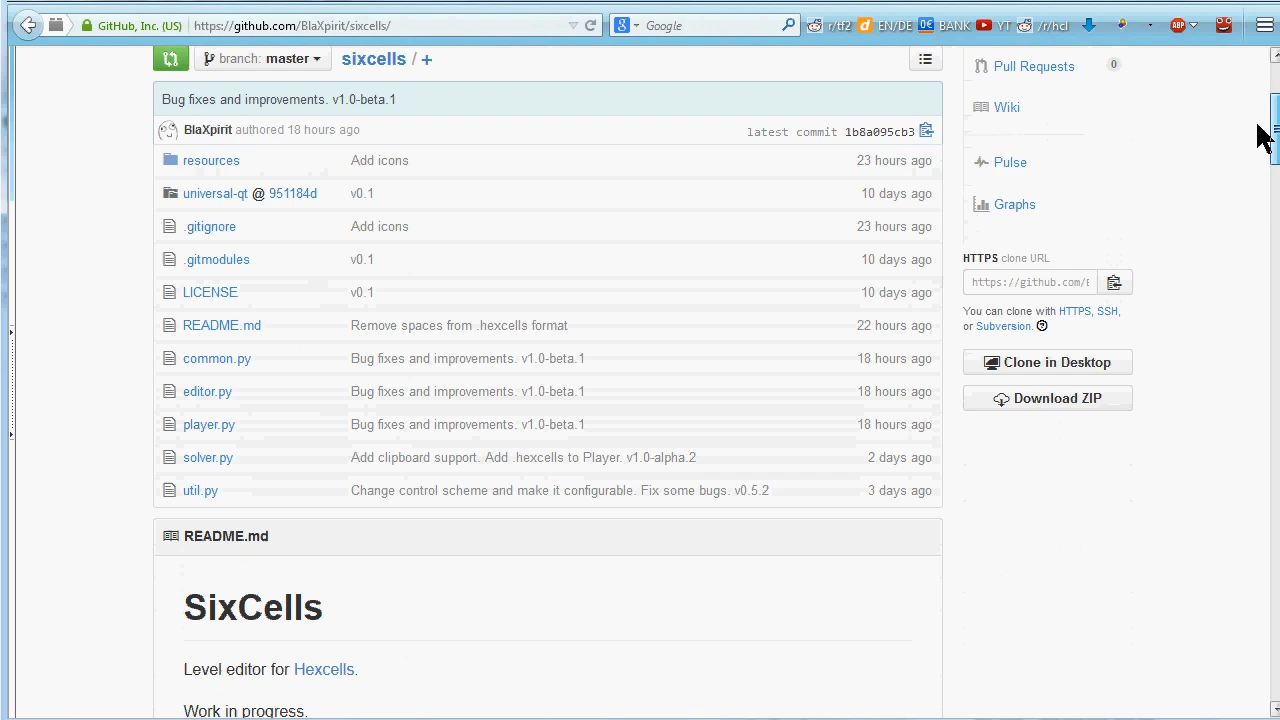 GitHub, Inc. (US) https://github.com/BlaXpirit/sixcells/ Google r/tf2 EN/DE BANK YT /r/hcl ABP
branch: master sixcells / +
Pull Requests 0
Bug fixes and improvements. v1.0-beta.1
Wiki
BlaXpirit authored 18 hours ago latest commit 1b8a095cb3
resources Add icons 23 hours ago
Pulse
universal-qt @ 951184d v0.1 10 days ago
Graphs
.gitignore Add icons 23 hours ago
.gitmodules v0.1 10 days ago
HTTPS clone URL
https://github.com/
LICENSE v0.1 10 days ago
You can clone with HTTPS, SSH,
or Subversion.
README.md Remove spaces from .hexcells format 22 hours ago
common.py Bug fixes and improvements. v1.0-beta.1 18 hours ago
Clone in Desktop
editor.py Bug fixes and improvements. v1.0-beta.1 18 hours ago
Download ZIP
player.py Bug fixes and improvements. v1.0-beta.1 18 hours ago
solver.py Add clipboard support. Add .hexcells to Player. v1.0-alpha.2 2 days ago
util.py Change control scheme and make it configurable. Fix some bugs. v0.5.2 3 days ago
README.md
SixCells
Level editor for Hexcells.
Work in progress.